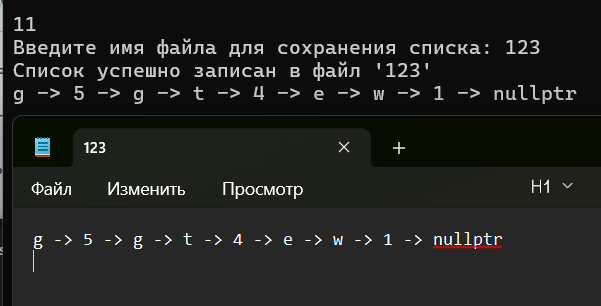 11
Введите имя файла для сохранения списка: 123
Список успешно записан в файл '123'
g -> 5 -> g -> t -> 4 -> e -> w -> 1 -> nullptr
123
Файл Изменить Просмотр H1
g -> 5 -> g -> t -> 4 -> e -> w -> 1 -> nullptr